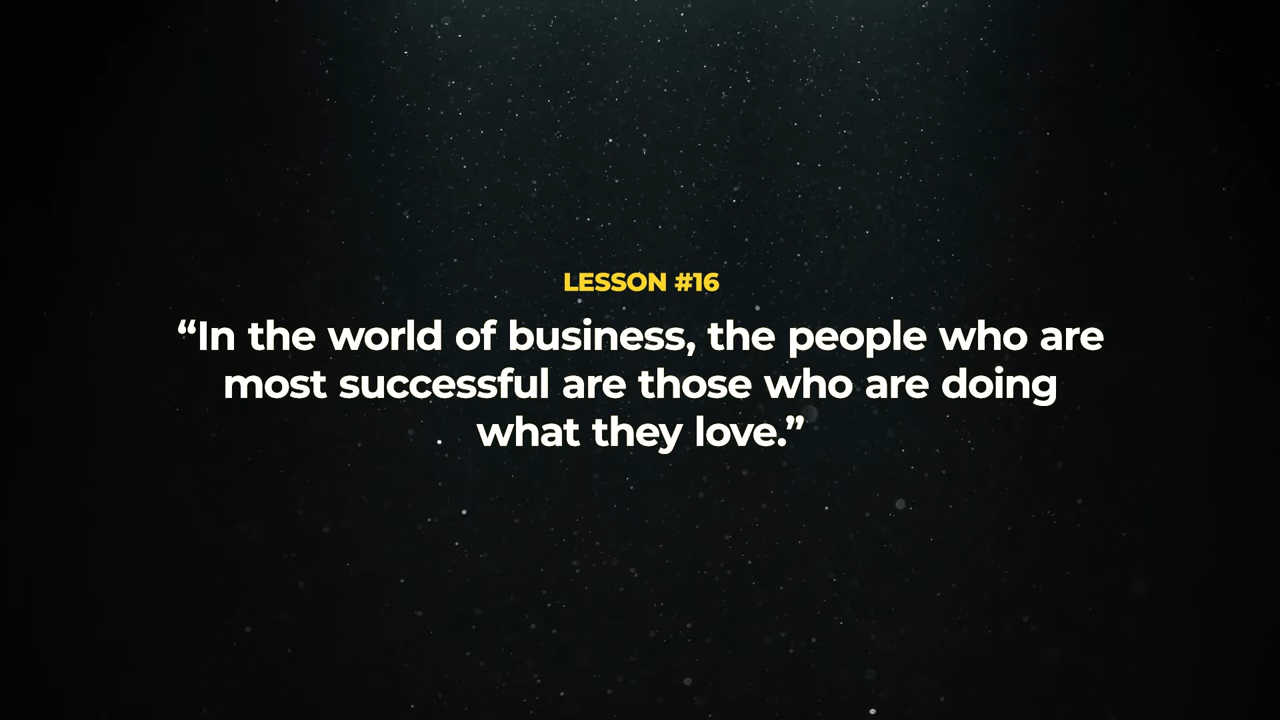 LESSON #16
“In the world of business, the people who are
most successful are those who are doing
what they love.”